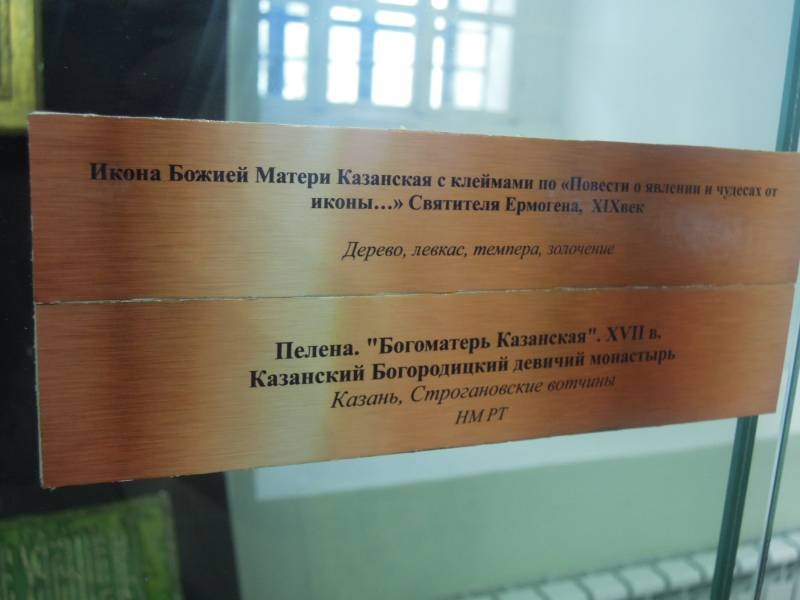 Икона Божией Матери Казанская с клеймами по «Повести о явлении и чудесах от
иконы…» Святителя Ермогена, XIXвек
Дерево, левкас, темпера, золочение
Пелена. "Богоматерь Казанская". XVII в.
Казанский Богородицкий девичий монастырь
Казань, Строгановские вотчины
НМ РТ